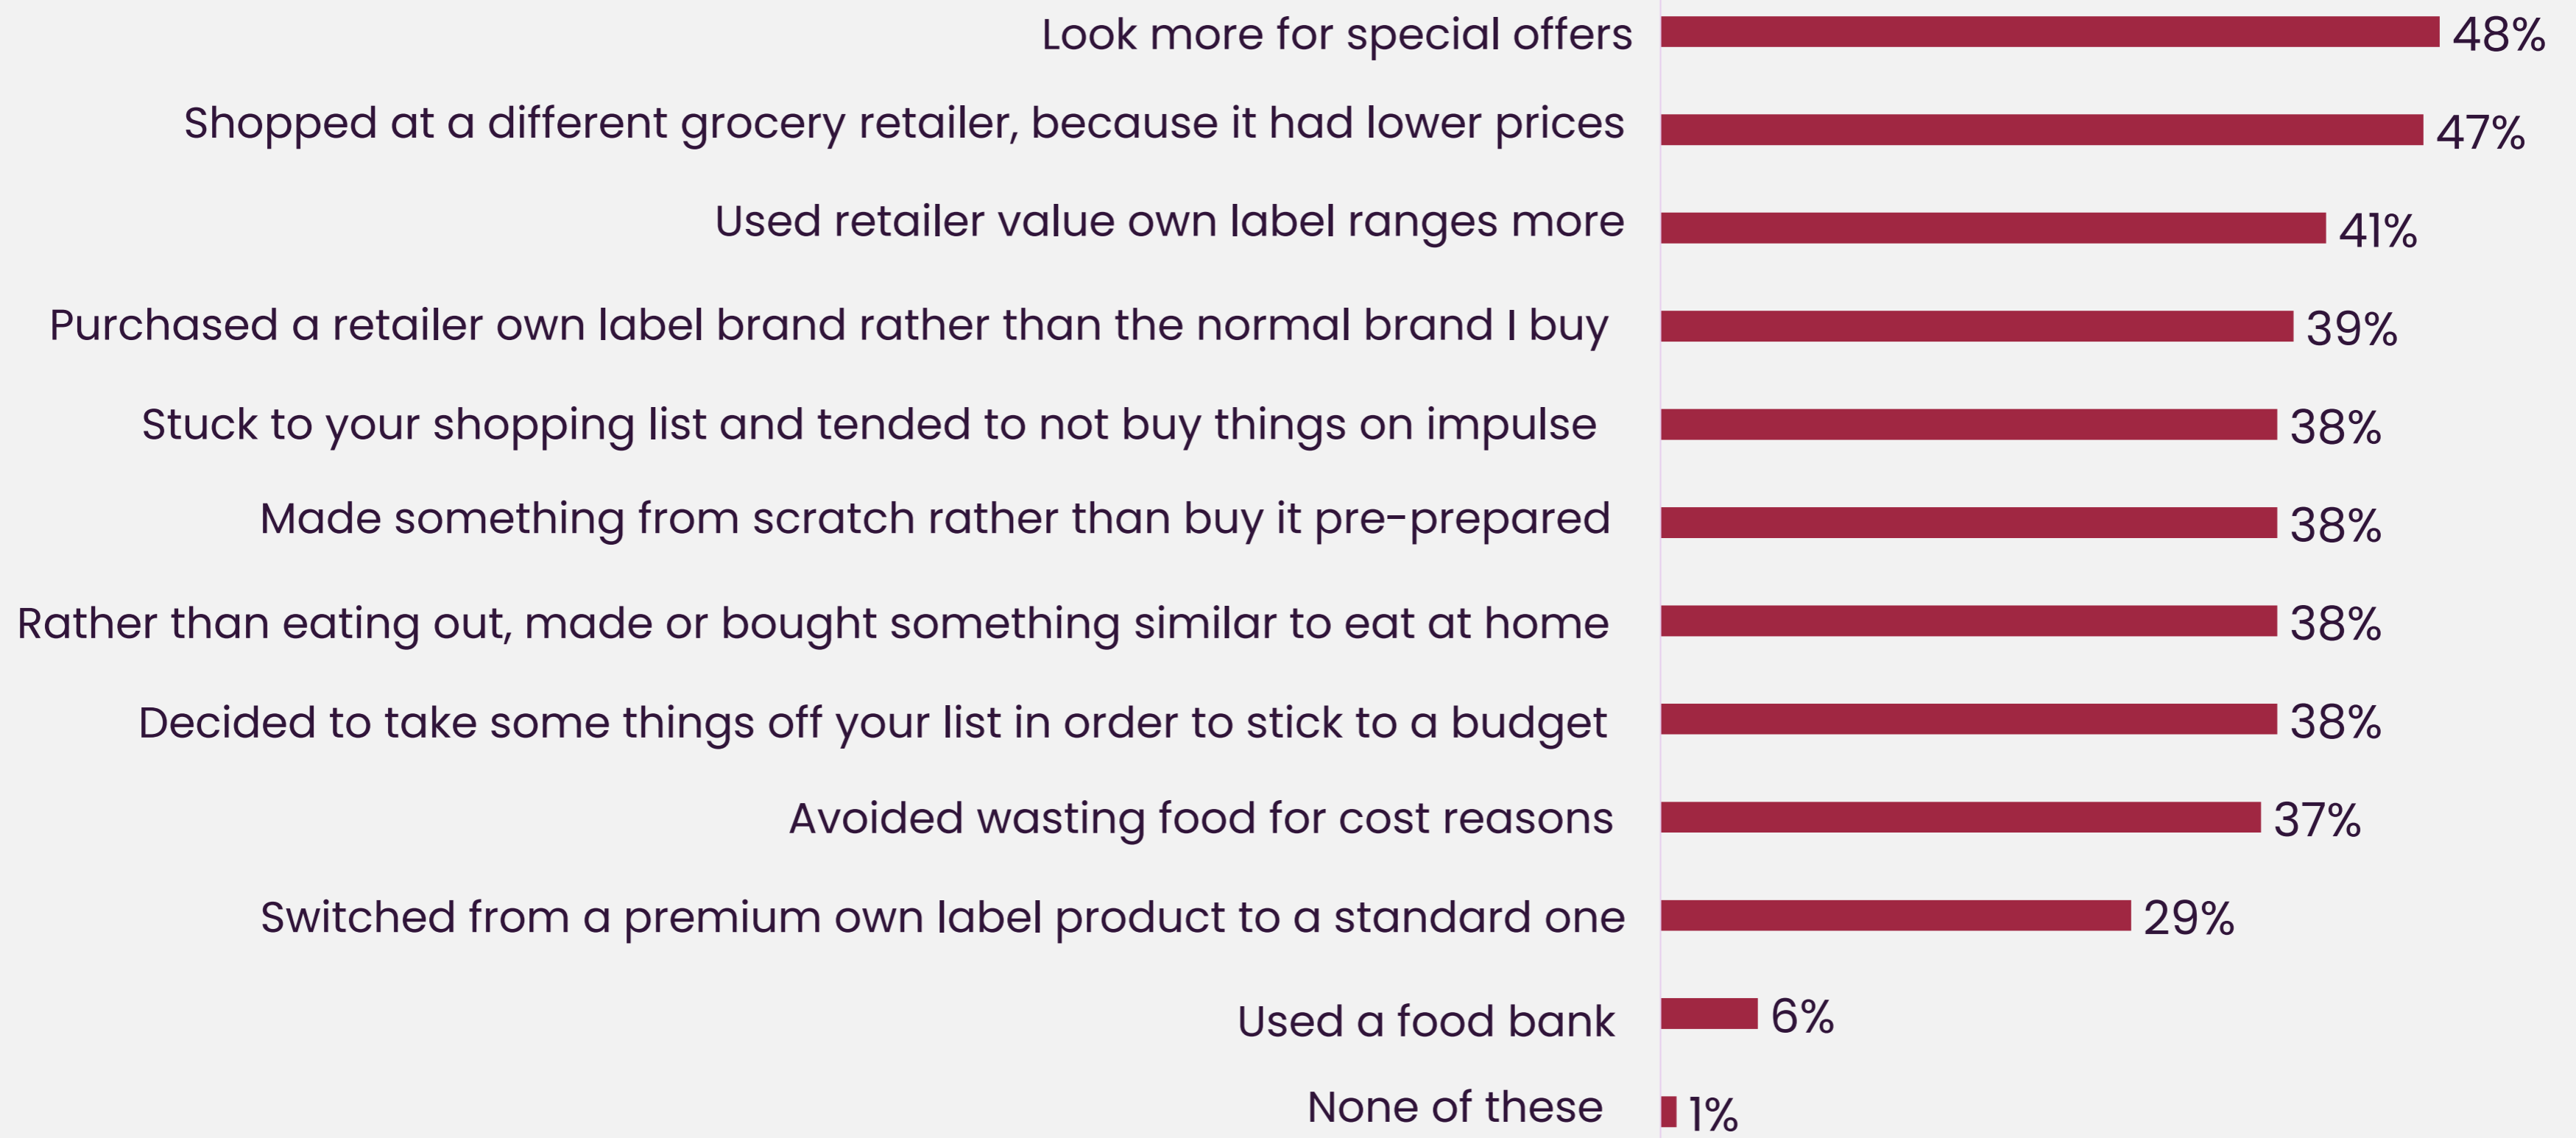 Look more for special offers 48%
Shopped at a different grocery retailer, because it had lower prices 47%
Used retailer value own label ranges more 41%
Purchased a retailer own label brand rather than the normal brand I buy 39%
Stuck to your shopping list and tended to not buy things on impulse 38%
Made something from scratch rather than buy it pre-prepared 38%
Rather than eating out, made or bought something similar to eat at home 38%
Decided to take some things off your list in order to stick to a budget 38%
Avoided wasting food for cost reasons 37%
Switched from a premium own label product to a standard one 29%
Used a food bank 6%
None of these 1%